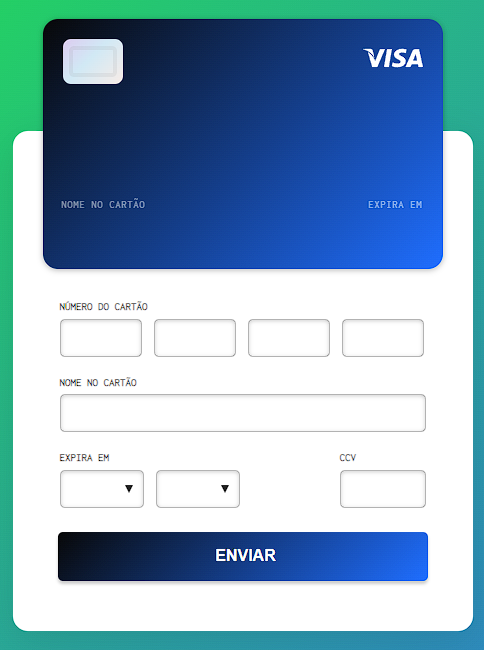 VISA
NOME NO CARTÃO
EXPIRA EM
NÚMERO DO CARTÃO
NOME NO CARTÃO
EXPIRA EM
CCV
ENVIAR